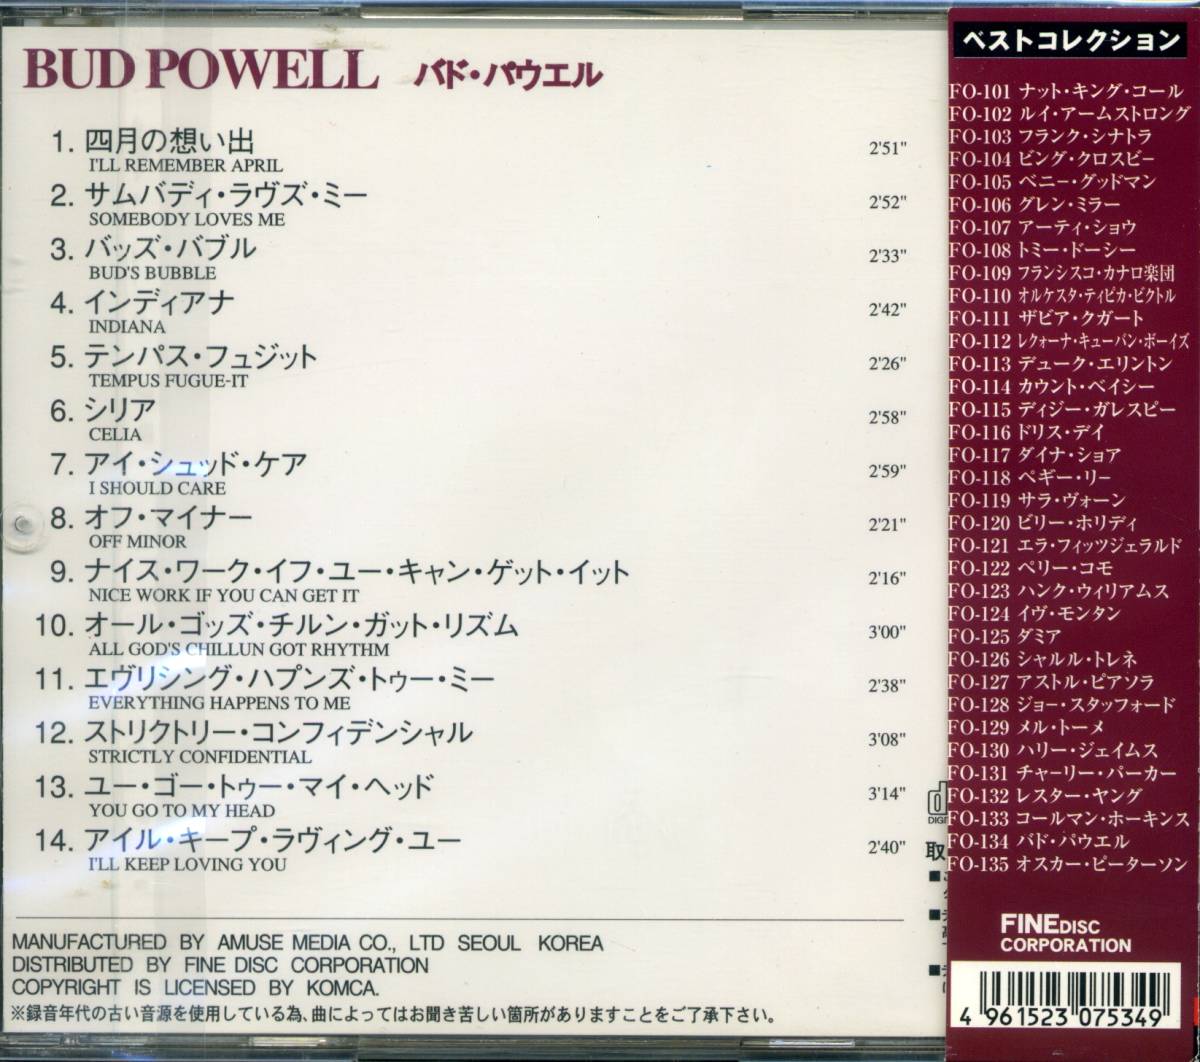 BUD POWELL バド・パウエル
1. 四月の想い出 2'51"
I'LL REMEMBER APRIL
2. サムバディ・ラヴズ・ミー 2'52"
SOMEBODY LOVES ME
3. バッズ・バブル 2'33"
BUD'S BUBBLE
4. インディアナ 2'42"
INDIANA
5. テンパス・フュジット 2'26"
TEMPUS FUGUE-IT
6. シリア 2'58"
CELIA
7. アイ・シュッド・ケア 2'59"
I SHOULD CARE
8. オフ・マイナー 2'21"
OFF MINOR
9. ナイス・ワーク・イフ・ユー・キャン・ゲット・イット 2'16"
NICE WORK IF YOU CAN GET IT
10. オール・ゴッズ・チルン・ガット・リズム 3'00"
ALL GOD'S CHILLUN GOT RHYTHM
11. エヴリシング・ハプンズ・トゥー・ミー 2'38"
EVERYTHING HAPPENS TO ME
12. ストリクトリー・コンフィデンシャル 3'08"
STRICTLY CONFIDENTIAL
13. ユー・ゴー・トゥー・マイ・ヘッド 3'14"
YOU GO TO MY HEAD
14. アイル・キープ・ラヴィング・ユー 2'40"
I'LL KEEP LOVING YOU
MANUFACTURED BY AMUSE MEDIA CO., LTD SEOUL KOREA
DISTRIBUTED BY FINE DISC CORPORATION
COPYRIGHT IS LICENSED BY KOMCA.
※録音年代の古い音源を使用している為、曲によってはお聞き苦しい箇所がありますことをご了承下さい。
取
ベストコレクション
FO-101 ナット・キング・コール
FO-102 ルイ・アームストロング
FO-103 フランク・シナトラ
FO-104 ビング・クロスビー
FO-105 ベニー・グッドマン
FO-106 グレン・ミラー
FO-107 アーティ・ショウ
FO-108 トミー・ドーシー
FO-109 フランシスコ・カナロ楽団
FO-110 オルケスタ・ティピカ・ビクトル
FO-111 ザビア・クガート
FO-112 レクォーナ・キューバン・ボーイズ
FO-113 デューク・エリントン
FO-114 カウント・ベイシー
FO-115 ディジー・ガレスピー
FO-116 ドリス・デイ
FO-117 ダイナ・ショア
FO-118 ペギー・リー
FO-119 サラ・ヴォーン
FO-120 ビリー・ホリディ
FO-121 エラ・フィッツジェラルド
FO-122 ペリー・コモ
FO-123 ハンク・ウィリアムス
FO-124 イヴ・モンタン
FO-125 ダミア
FO-126 シャルル・トレネ
FO-127 アストル・ピアソラ
FO-128 ジョー・スタッフォード
FO-129 メル・トーメ
FO-130 ハリー・ジェイムス
FO-131 チャーリー・パーカー
FO-132 レスター・ヤング
FO-133 コールマン・ホーキンス
FO-134 バド・パウエル
FO-135 オスカー・ピーターソン
FINE DISC
CORPORATION
4 961523 075349